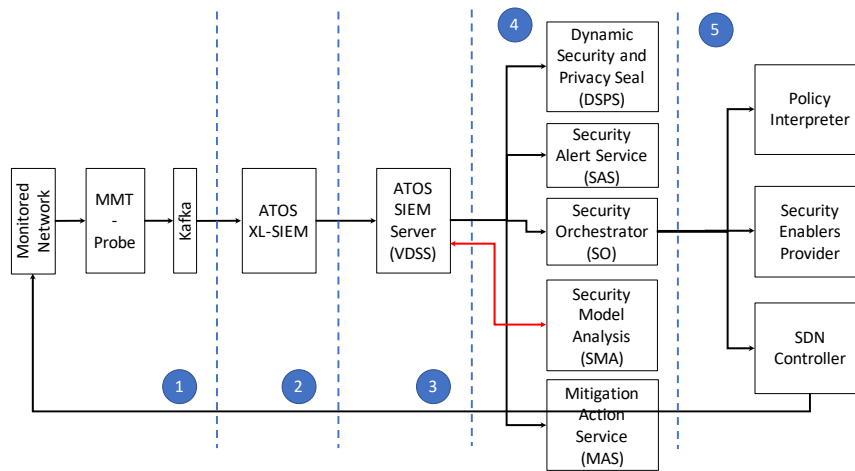 4
5
Dynamic
Security and
Privacy Seal
(DSPS)
Policy
Interpreter
Security
Alert Service
(SAS)
Monitored
Network
MMT
-
Probe
Kafka
ATOS
XL-SIEM
ATOS
SIEM
Server
(VDSS)
Security
Orchestrator
(SO)
Security
Enablers
Provider
Security
Model
Analysis
(SMA)
SDN
Controller
1
2
3
Mitigation
Action
Service
(MAS)